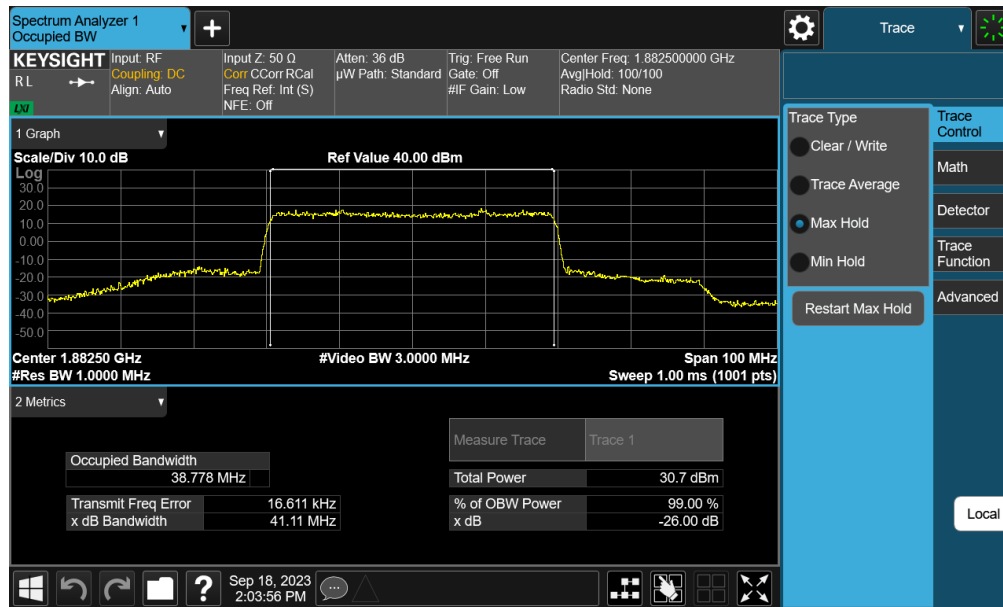 Spectrum Analyzer 1
Occupied BW
+
Trace
KEYSIGHT
R L
LXI
Input: RF
Coupling: DC
Align: Auto
Input Z: 50 Ω
Corr CCorr RCal
Freq Ref: Int (S)
NFE: Off
Atten: 36 dB
µW Path: Standard
Trig: Free Run
Gate: Off
#IF Gain: Low
Center Freq: 1.882500000 GHz
Avg|Hold: 100/100
Radio Std: None
1 Graph
Scale/Div 10.0 dB
Ref Value 40.00 dBm
Log
30.0
20.0
10.0
0.00
-10.0
-20.0
-30.0
-40.0
-50.0
Center 1.88250 GHz
#Video BW 3.0000 MHz
Span 100 MHz
#Res BW 1.0000 MHz
Sweep 1.00 ms (1001 pts)
2 Metrics
Measure Trace
Trace 1
Occupied Bandwidth
38.778 MHz
Total Power
30.7 dBm
Transmit Freq Error
16.611 kHz
% of OBW Power
99.00 %
x dB Bandwidth
41.11 MHz
x dB
-26.00 dB
?
Sep 18, 2023
2:03:56 PM
Trace Type
Clear / Write
Trace Average
Max Hold
Min Hold
Restart Max Hold
Trace
Control
Math
Detector
Trace
Function
Advanced
Local